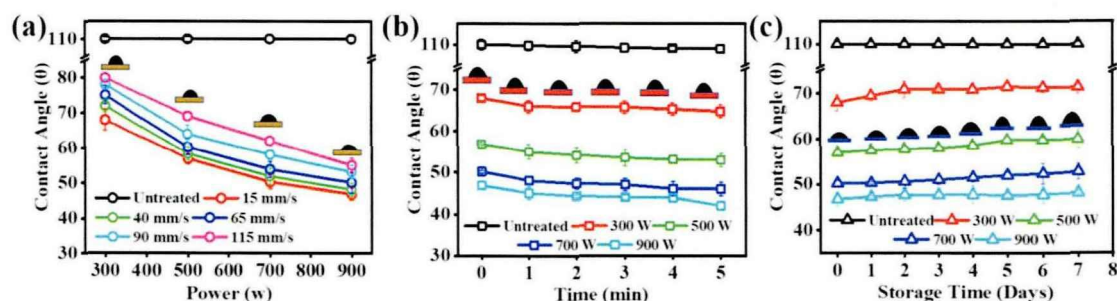 (a)
Contact Angle (θ)
110
80
70
60
50
40
30
Untreated 15 mm/s
40 mm/s 65 mm/s
90 mm/s 115 mm/s
300 400 500 600 700 800 900
Power (w)
(b)
Contact Angle (θ)
110
70
60
50
40
30
Untreated 300 W 500 W
700 W 900 W
0 1 2 3 4 5
Time (min)
(c)
Contact Angle (θ)
110
70
60
50
40
Untreated 300 W 500 W
700 W 900 W
0 1 2 3 4 5 6 7 8
Storage Time (Days)